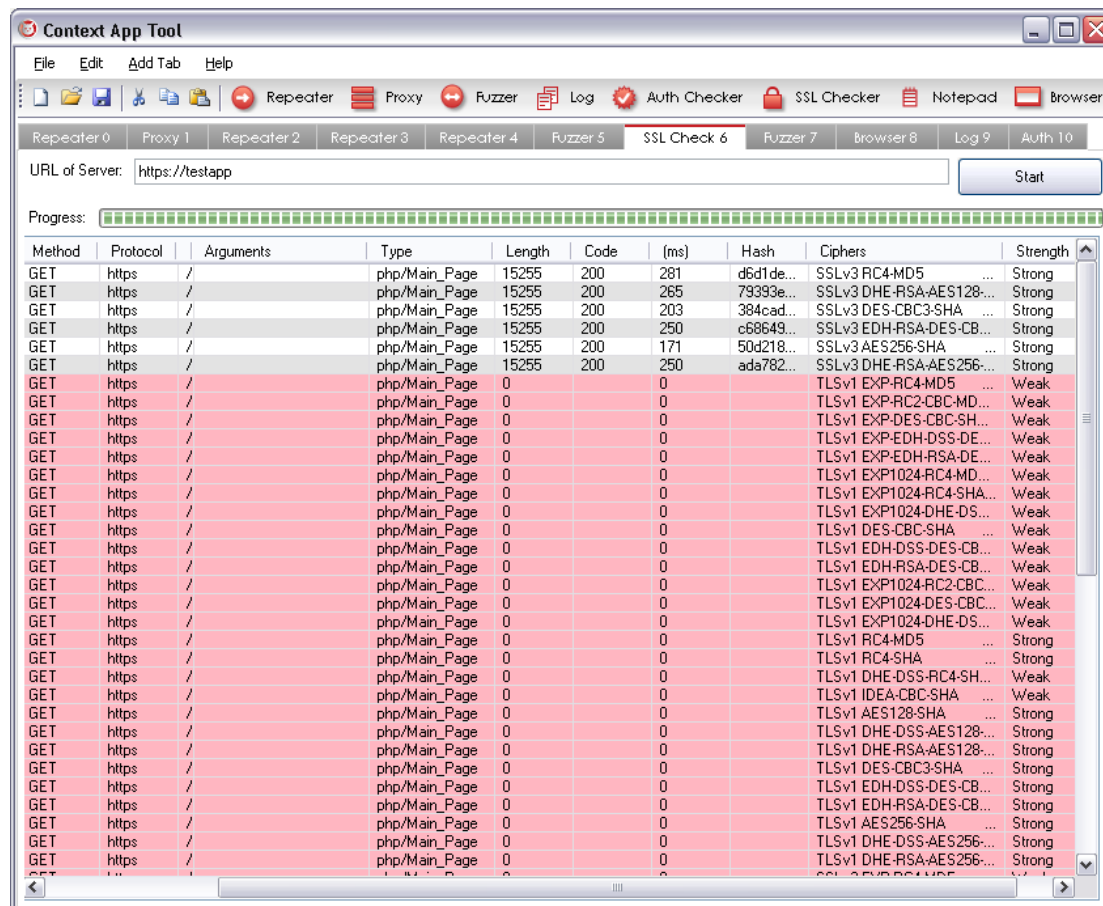 Context App Tool
File Edit Add Tab Help
Repeater Proxy Fuzzer Log Auth Checker SSL Checker Notepad Browser
Repeater 0 Proxy 1 Repeater 2 Repeater 3 Repeater 4 Fuzzer 5 SSL Check 6 Fuzzer 7 Browser 8 Log 9 Auth 10
URL of Server: https://testapp Start
Progress:
Method Protocol Arguments Type Length Code (ms) Hash Ciphers Strength
GET https / php/Main_Page 15255 200 281 d6d1de... SSLv3 RC4-MD5 ... Strong
GET https / php/Main_Page 15255 200 265 79393e... SSLv3 DHE-RSA-AES128-... Strong
GET https / php/Main_Page 15255 200 203 384cad... SSLv3 DES-CBC3-SHA ... Strong
GET https / php/Main_Page 15255 200 250 c68649... SSLv3 EDH-RSA-DES-CB... Strong
GET https / php/Main_Page 15255 200 171 50d218... SSLv3 AES256-SHA ... Strong
GET https / php/Main_Page 15255 200 250 ada782... SSLv3 DHE-RSA-AES256-... Strong
GET https / php/Main_Page 0 0 TLSv1 EXP-RC4-MD5 ... Weak
GET https / php/Main_Page 0 0 TLSv1 EXP-RC2-CBC-MD... Weak
GET https / php/Main_Page 0 0 TLSv1 EXP-DES-CBC-SH... Weak
GET https / php/Main_Page 0 0 TLSv1 EXP-EDH-DSS-DE... Weak
GET https / php/Main_Page 0 0 TLSv1 EXP-EDH-RSA-DE... Weak
GET https / php/Main_Page 0 0 TLSv1 EXP1024-RC4-MD... Weak
GET https / php/Main_Page 0 0 TLSv1 EXP1024-RC4-SHA... Weak
GET https / php/Main_Page 0 0 TLSv1 EXP1024-DHE-DS... Weak
GET https / php/Main_Page 0 0 TLSv1 DES-CBC-SHA ... Weak
GET https / php/Main_Page 0 0 TLSv1 EDH-DSS-DES-CB... Weak
GET https / php/Main_Page 0 0 TLSv1 EDH-RSA-DES-CB... Weak
GET https / php/Main_Page 0 0 TLSv1 EXP1024-RC2-CBC... Weak
GET https / php/Main_Page 0 0 TLSv1 EXP1024-DES-CBC... Weak
GET https / php/Main_Page 0 0 TLSv1 EXP1024-DHE-DS... Weak
GET https / php/Main_Page 0 0 TLSv1 RC4-MD5 ... Strong
GET https / php/Main_Page 0 0 TLSv1 RC4-SHA ... Strong
GET https / php/Main_Page 0 0 TLSv1 DHE-DSS-RC4-SH... Weak
GET https / php/Main_Page 0 0 TLSv1 IDEA-CBC-SHA ... Weak
GET https / php/Main_Page 0 0 TLSv1 AES128-SHA ... Strong
GET https / php/Main_Page 0 0 TLSv1 DHE-DSS-AES128-... Strong
GET https / php/Main_Page 0 0 TLSv1 DHE-RSA-AES128-... Strong
GET https / php/Main_Page 0 0 TLSv1 DES-CBC3-SHA ... Strong
GET https / php/Main_Page 0 0 TLSv1 EDH-DSS-DES-CB... Strong
GET https / php/Main_Page 0 0 TLSv1 EDH-RSA-DES-CB... Strong
GET https / php/Main_Page 0 0 TLSv1 AES256-SHA ... Strong
GET https / php/Main_Page 0 0 TLSv1 DHE-DSS-AES256-... Strong
GET https / php/Main_Page 0 0 TLSv1 DHE-RSA-AES256-... Strong